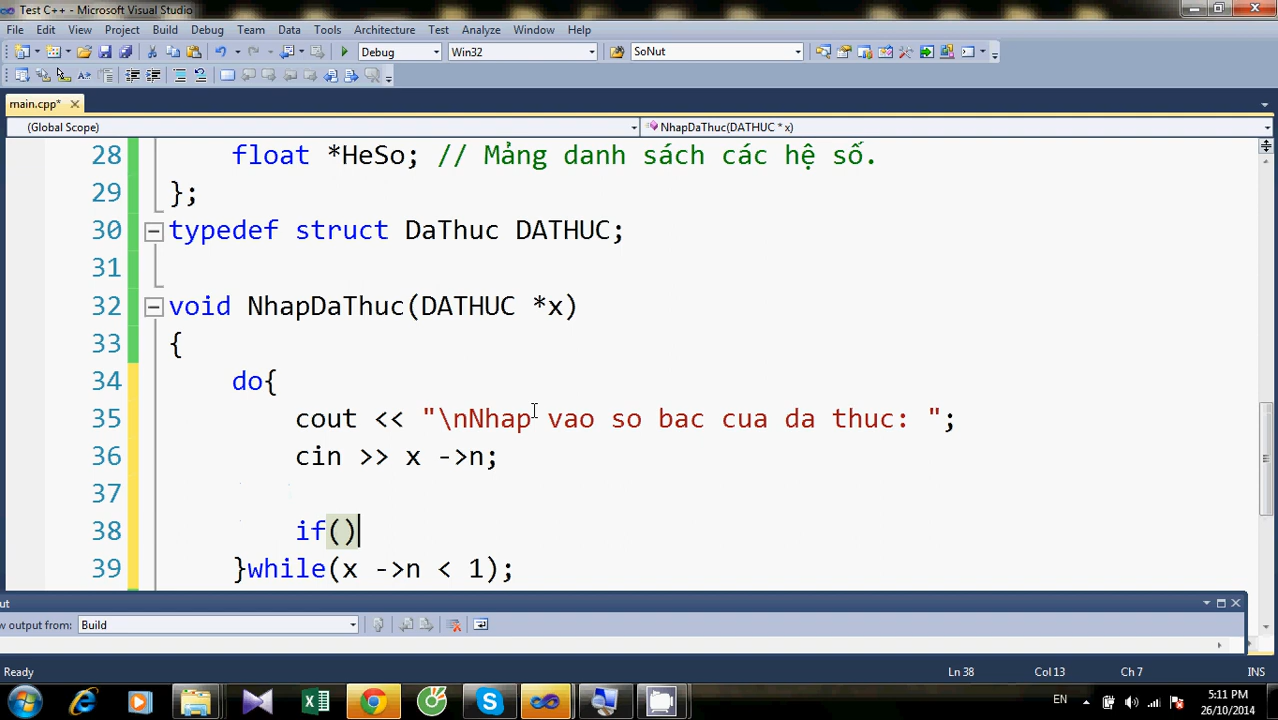 Test C++ - Microsoft Visual Studio
File Edit View Project Build Debug Team Data Tools Architecture Test Analyze Window Help
Debug Win32 SoNut
main.cpp*
(Global Scope) NhapDaThuc(DATHUC * x)
28 float *HeSo; // Mảng danh sách các hệ số.
29 };
30 typedef struct DaThuc DATHUC;
31
32 void NhapDaThuc(DATHUC *x)
33 {
34 do{
35 cout << "\nNhap vao so bac cua da thuc: ";
36 cin >> x ->n;
37
38 if()
39 }while(x ->n < 1);
ut
w output from: Build
Ready Ln 38 Col 13 Ch 7 INS
EN 5:11 PM
26/10/2014